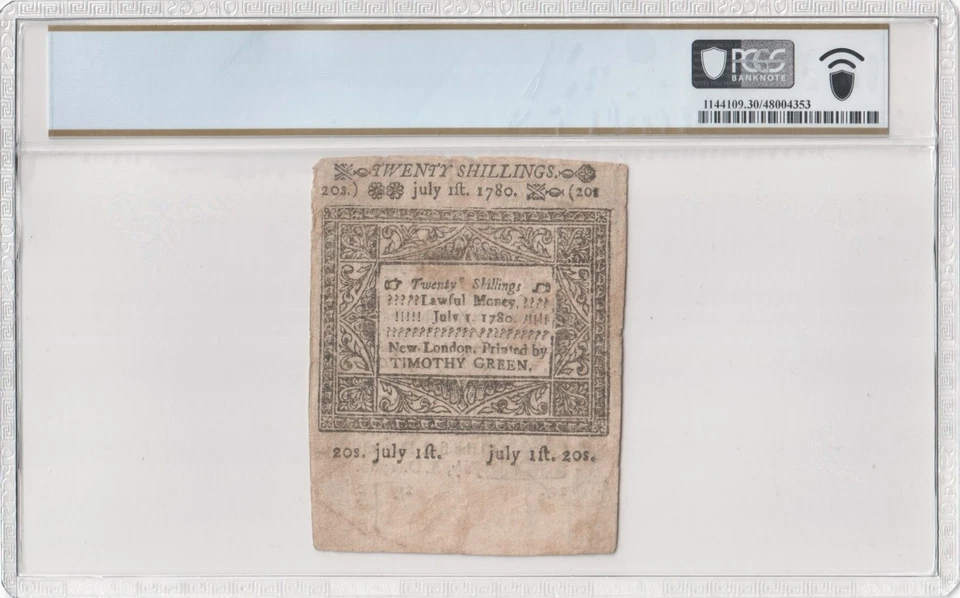 PCGS
BANKNOTE
1144109.30/48004353
TWENTY SHILLINGS.
20s.) july 1ſt. 1780. (20s
Twenty Shillings
?????Lawful Money. ????
!!!!! July 1. 1780. !!!!!
?????????????????????????
New-London, Printed by
TIMOTHY GREEN.
20s. july 1ſt. july 1ſt. 20s.